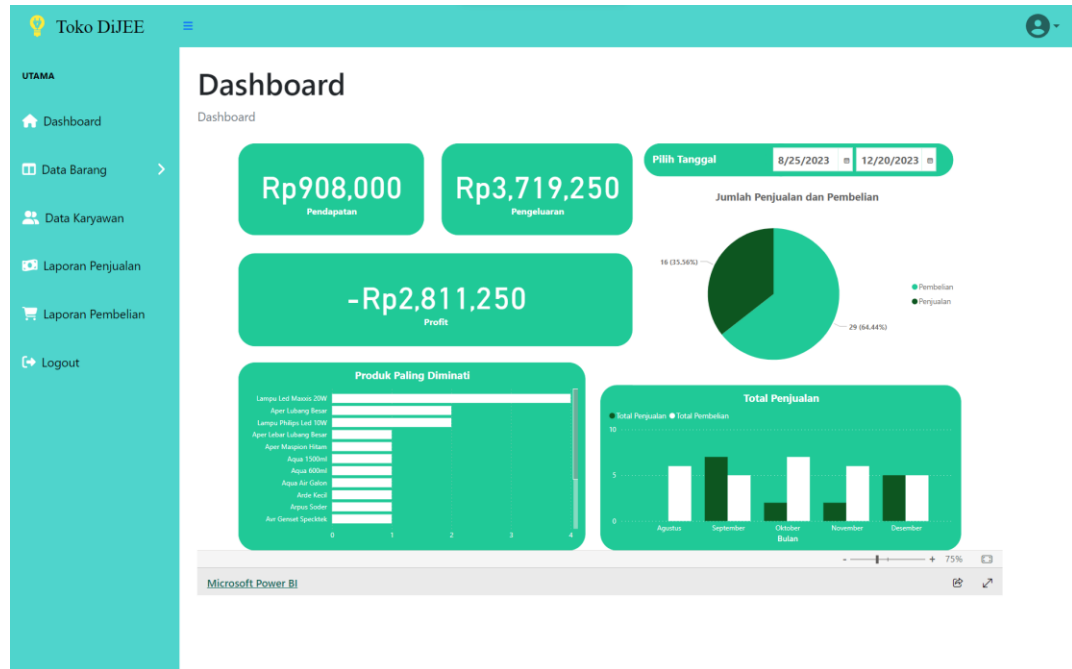 Toko DiJEE
UTAMA
Dashboard
Data Barang
Data Karyawan
Laporan Penjualan
Laporan Pembelian
Logout
Dashboard
Dashboard
Rp908,000
Pendapatan
Rp3,719,250
Pengeluaran
Pilih Tanggal
8/25/2023
12/20/2023
-Rp2,811,250
Profit
Jumlah Penjualan dan Pembelian
16 (35,56%)
29 (64,44%)
Pembelian
Penjualan
Produk Paling Diminati
Lampu Led Maxxis 20W
Aper Lubang Besar
Lampu Philips Led 10W
Aper Lebar Lubang Besar
Aper Maspion Hitam
Aqua 1500ml
Aqua 600ml
Aqua Air Galon
Arde Kecil
Arpus Soder
Avr Genset Specktek
0 1 2 3 4
Total Penjualan
Total Penjualan Total Pembelian
10
5
0
Agustus September Oktober November Desember
Bulan
- + 75%
Microsoft Power BI